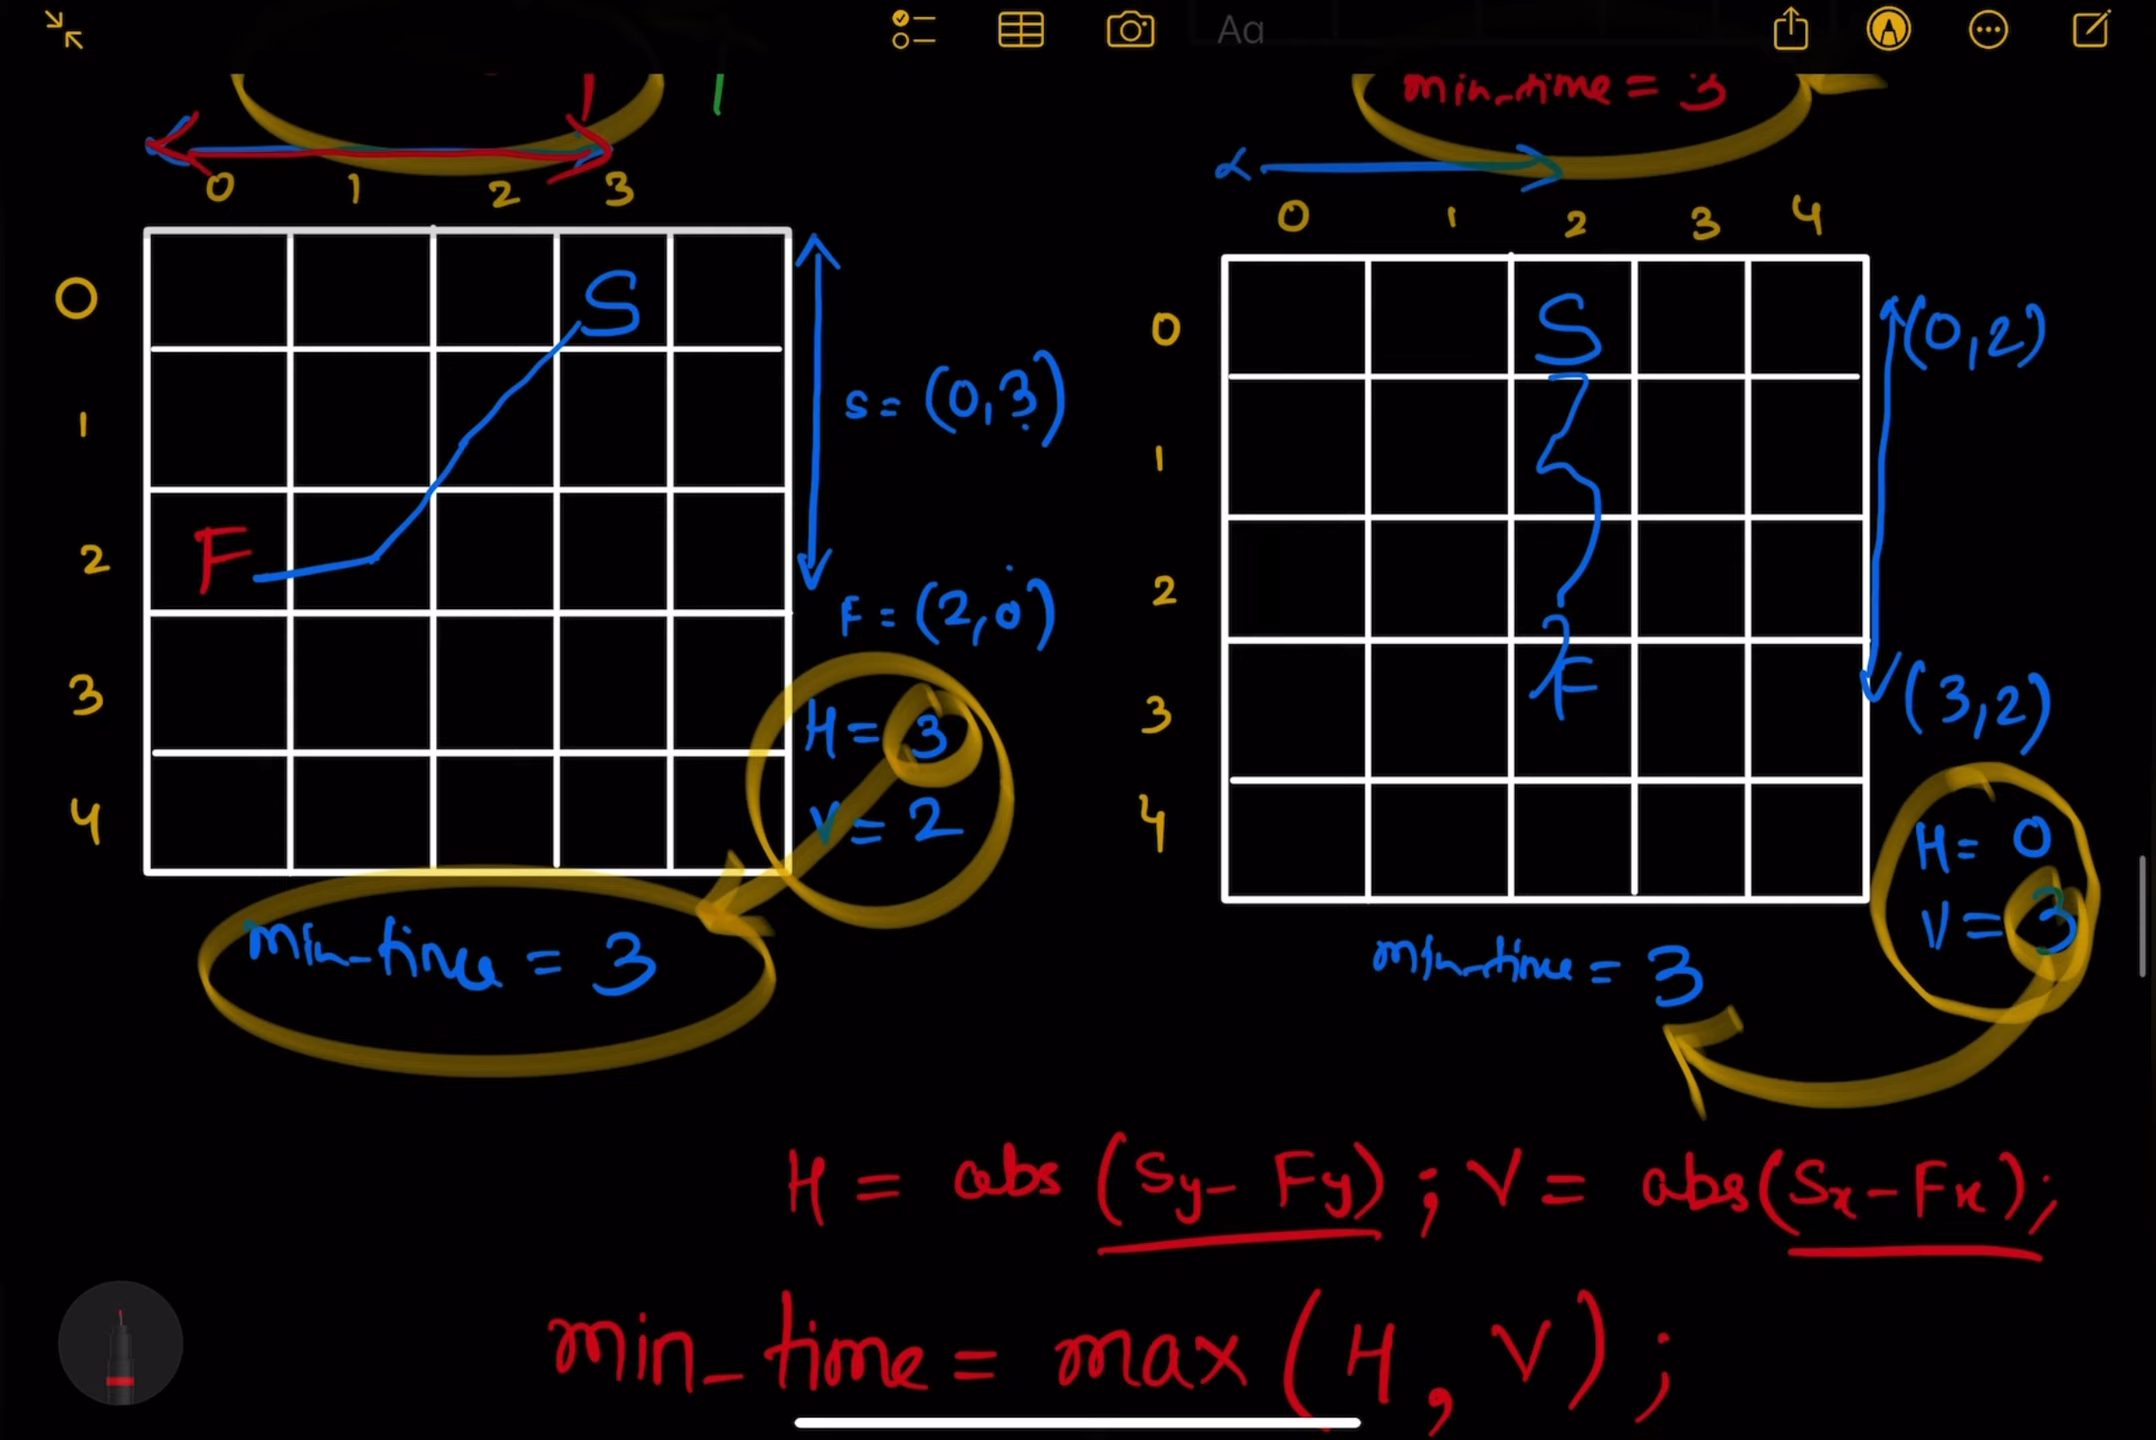 Aa
min_time = 3
0 1 2 3
0 1 2 3 4
0
1
2
3
4
S
F
S = (0,3)
F = (2,0)
H = 3
V = 2
min_time = 3
0
1
2
3
4
S
F
(0,2)
(3,2)
H = 0
V = 3
min_time = 3
H = abs (Sy - Fy) ; V = abs(Sx - Fx);
min_time = max (H, V) ;